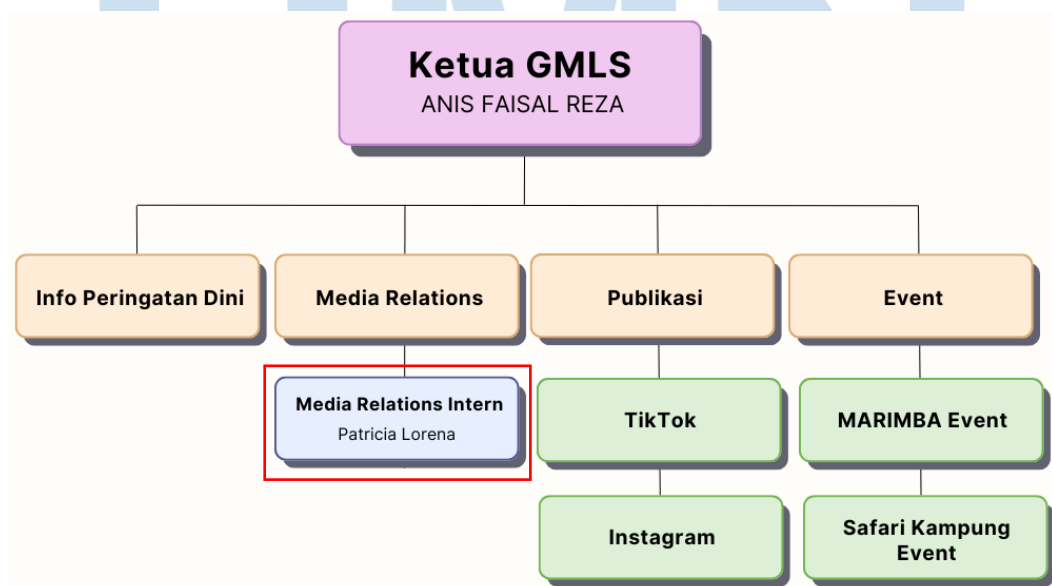 Ketua GMLS
ANIS FAISAL REZA
Info Peringatan Dini
Media Relations
Publikasi
Event
Media Relations Intern
Patricia Lorena
TikTok
MARIMBA Event
Instagram
Safari Kampung
Event